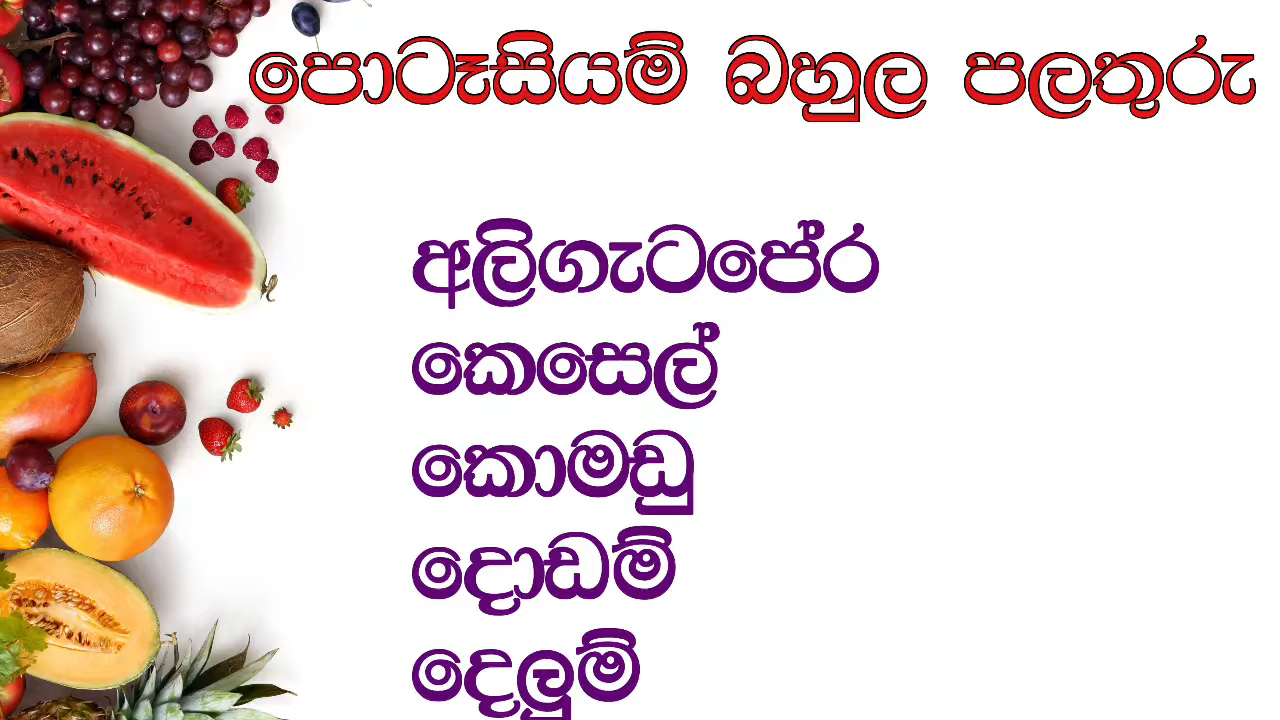 පොටෑසියම් බහුල පලතුරු
අලිගැටපේර
කෙසෙල්
කොමඩු
දොඩම්
දෙලුම්